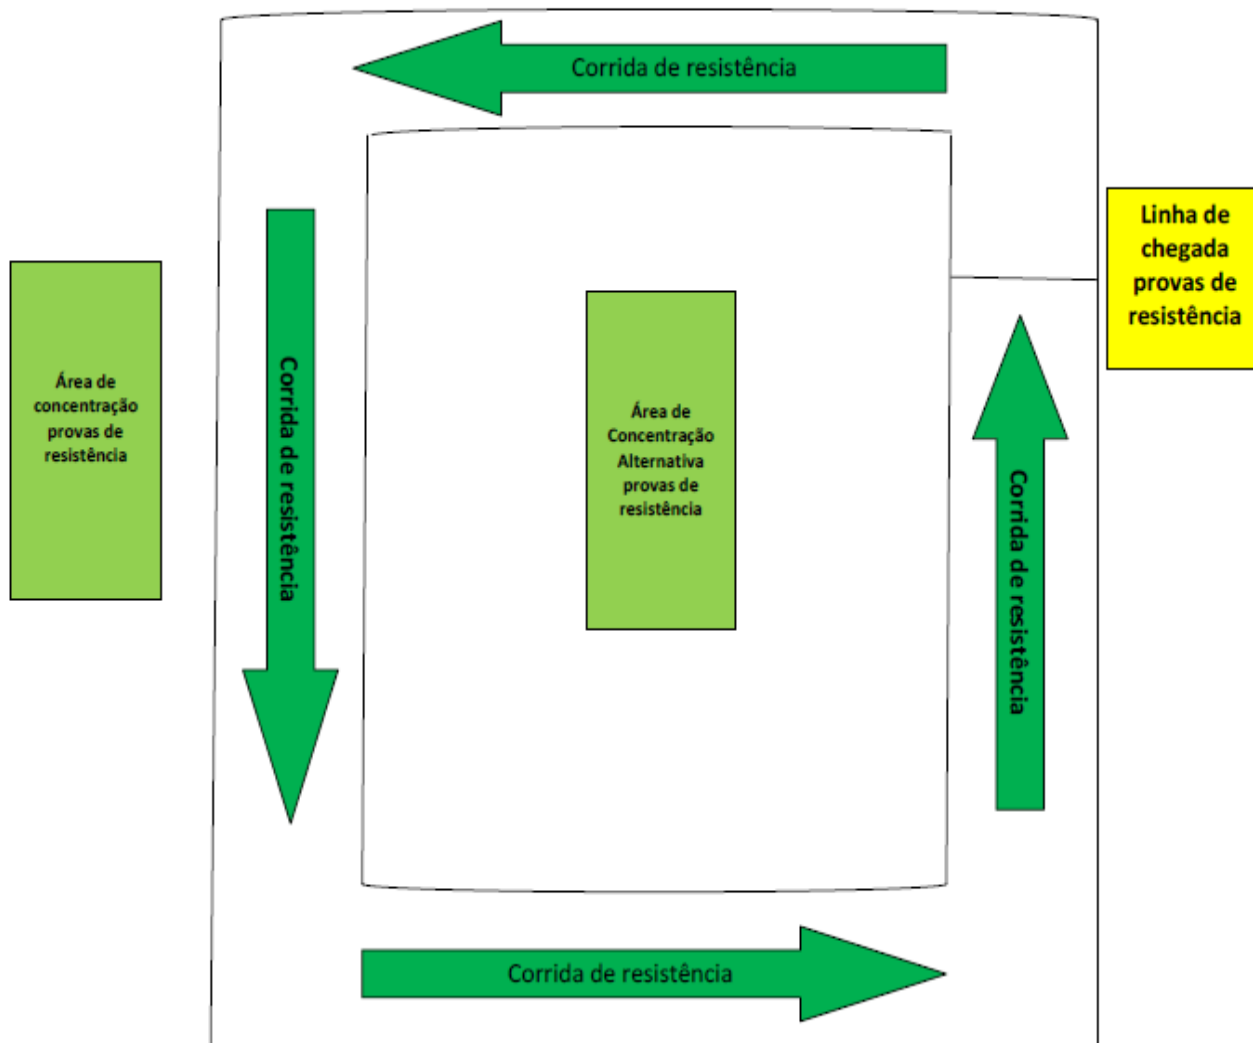 Corrida de resistência
Linha de
chegada
provas de
resistência
Área de
concentração
provas de
resistência
Corrida de resistência
Área de
Concentração
Alternativa
provas de
resistência
Corrida de resistência
Corrida de resistência